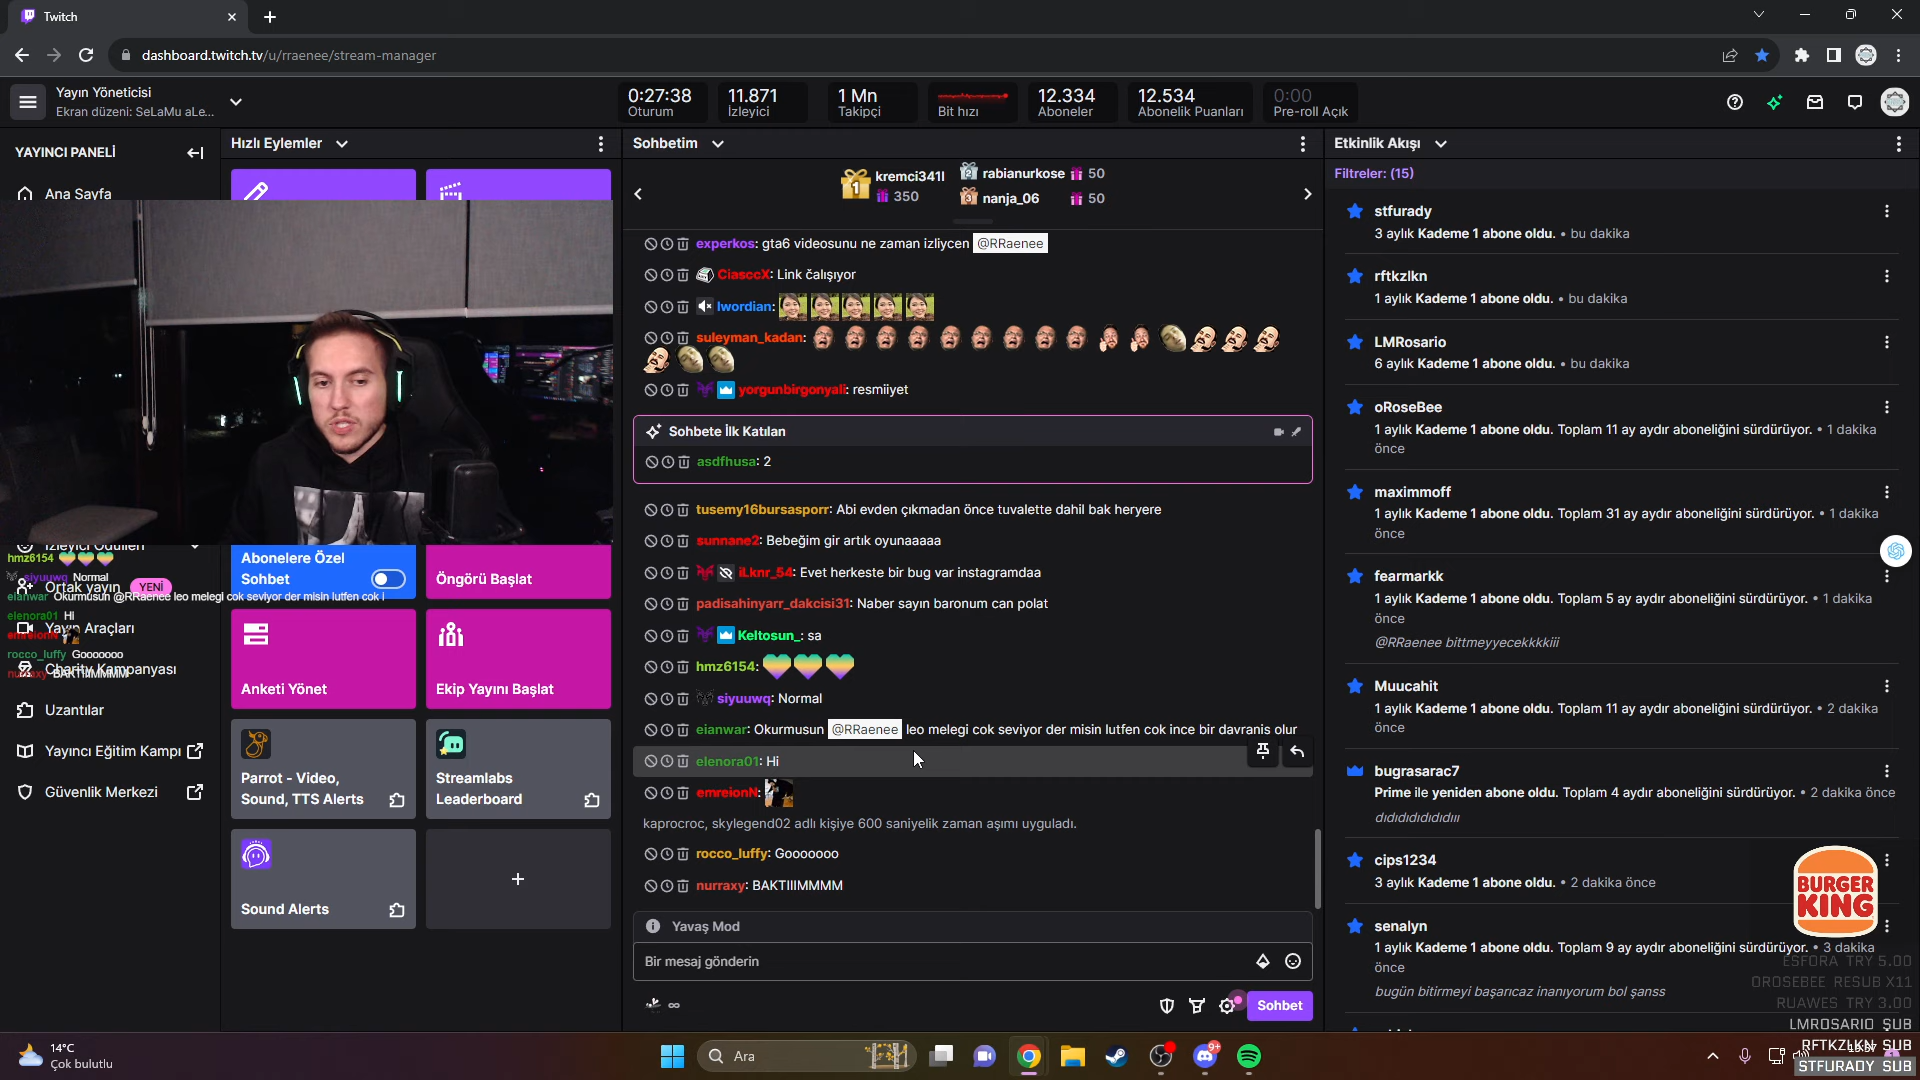 Twitch
dashboard.twitch.tv/u/rraenee/stream-manager
Yayın Yöneticisi
Ekran düzeni: SeLaMu aLe...
0:27:38
Oturum
11.871
İzleyici
1 Mn
Takipçi
Bit hızı
12.334
Aboneler
12.534
Abonelik Puanları
0:00
Pre-roll Açık
YAYINCI PANELİ
Ana Sayfa
hmz6154
siyuuwq Normal
Ortak yayın YENİ
eianwar Okurmusun @RRaenee leo melegi cok seviyor der misin lutfen cok i
elenora01 Hi
Yayın Araçları
emreionN
rocco_luffy Gooooooo
Charity Kampanyası
nurraxy BAKTIIIMMMM
Uzantılar
Yayıncı Eğitim Kampı
Güvenlik Merkezi
Hızlı Eylemler
Abonelere Özel
Sohbet
Öngörü Başlat
Anketi Yönet
Ekip Yayını Başlat
Parrot - Video,
Sound, TTS Alerts
Streamlabs
Leaderboard
Sound Alerts
Sohbetim
1 kremci341l
350
2 rabianurkose 50
3 nanja_06 50
experkos: gta6 videosunu ne zaman izliycen @RRaenee
CiasccX: Link çalışıyor
lwordian:
suleyman_kadan:
yorgunbirgonyali: resmiiyet
Sohbete İlk Katılan
asdfhusa: 2
tusemy16bursasporr: Abi evden çıkmadan önce tuvalette dahil bak heryere
sunnane2: Bebeğim gir artık oyunaaaaa
iLknr_54: Evet herkeste bir bug var instagramdaa
padisahinyarr_dakcisi31: Naber sayın baronum can polat
Keltosun_: sa
hmz6154:
siyuuwq: Normal
eianwar: Okurmusun @RRaenee leo melegi cok seviyor der misin lutfen cok ince bir davranis olur
elenora01: Hi
emreionN:
kaprocroc, skylegend02 adlı kişiye 600 saniyelik zaman aşımı uyguladı.
rocco_luffy: Gooooooo
nurraxy: BAKTIIIMMMM
Yavaş Mod
Bir mesaj gönderin
Sohbet
Etkinlik Akışı
Filtreler: (15)
stfurady
3 aylık Kademe 1 abone oldu. • bu dakika
rftkzlkn
1 aylık Kademe 1 abone oldu. • bu dakika
LMRosario
6 aylık Kademe 1 abone oldu. • bu dakika
oRoseBee
1 aylık Kademe 1 abone oldu. Toplam 11 ay aydır aboneliğini sürdürüyor. • 1 dakika
önce
maximmoff
1 aylık Kademe 1 abone oldu. Toplam 31 ay aydır aboneliğini sürdürüyor. • 1 dakika
önce
fearmarkk
1 aylık Kademe 1 abone oldu. Toplam 5 ay aydır aboneliğini sürdürüyor. • 1 dakika
önce
@RRaenee bittmeyyecekkkkiii
Muucahit
1 aylık Kademe 1 abone oldu. Toplam 11 ay aydır aboneliğini sürdürüyor. • 2 dakika
önce
bugrasarac7
Prime ile yeniden abone oldu. Toplam 4 aydır aboneliğini sürdürüyor. • 2 dakika önce
cips1234
3 aylık Kademe 1 abone oldu. • 2 dakika önce
BURGER
KING
senalyn
1 aylık Kademe 1 abone oldu. Toplam 9 ay aydır aboneliğini sürdürüyor. • 3 dakika
önce
bugün bitirmeyi başarıcaz inanıyorum bol şanss
ESFORA TRY 5.00
OROSEBEE RESUB X11
RUAWES TRY 3.00
LMROSARIO SUB
RFTKZLKN SUB
STFURADY SUB
14°C
Çok bulutlu
Ara
9+